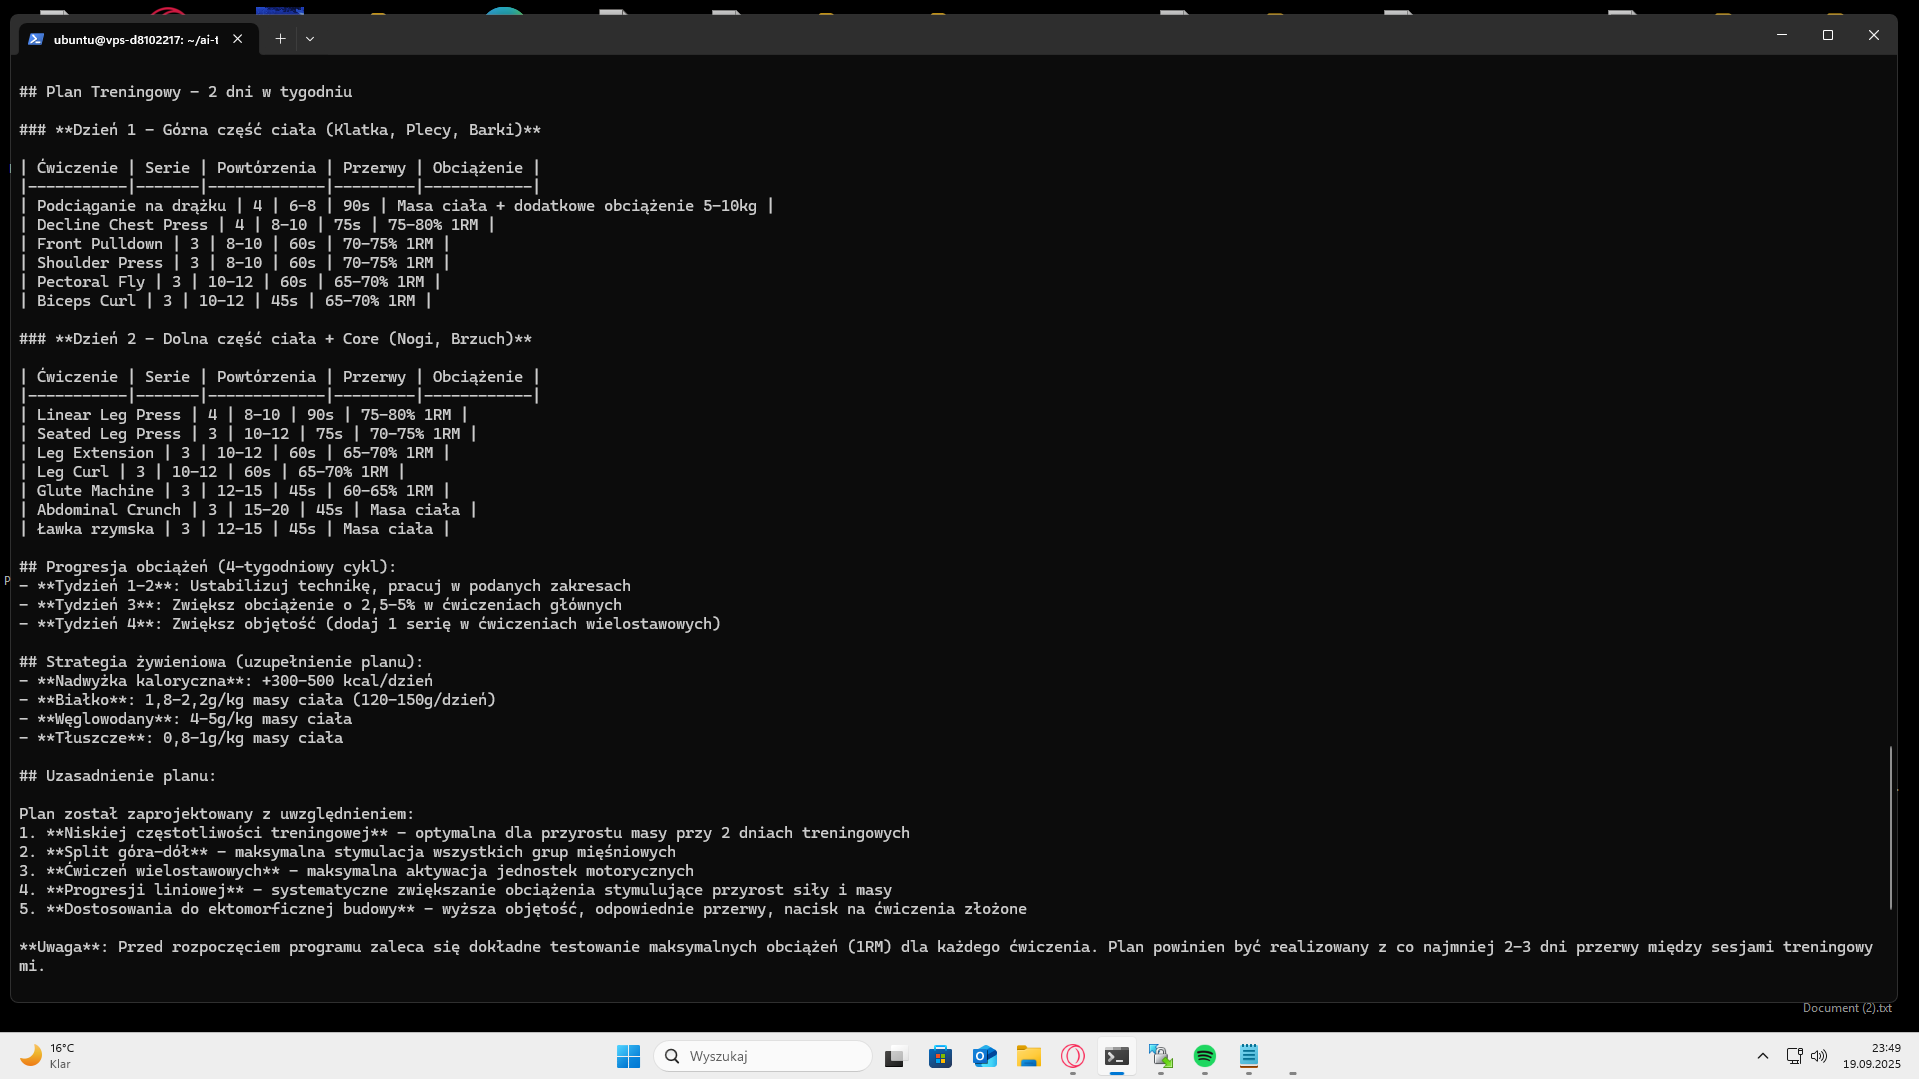 ubuntu@vps-d8102217: ~/ai-t
## Plan Treningowy - 2 dni w tygodniu
### **Dzień 1 - Górna część ciała (Klatka, Plecy, Barki)**
| Ćwiczenie | Serie | Powtórzenia | Przerwy | Obciążenie |
|-----------|-------|-------------|---------|------------|
| Podciąganie na drążku | 4 | 6-8 | 90s | Masa ciała + dodatkowe obciążenie 5-10kg |
| Decline Chest Press | 4 | 8-10 | 75s | 75-80% 1RM |
| Front Pulldown | 3 | 8-10 | 60s | 70-75% 1RM |
| Shoulder Press | 3 | 8-10 | 60s | 70-75% 1RM |
| Pectoral Fly | 3 | 10-12 | 60s | 65-70% 1RM |
| Biceps Curl | 3 | 10-12 | 45s | 65-70% 1RM |
### **Dzień 2 - Dolna część ciała + Core (Nogi, Brzuch)**
| Ćwiczenie | Serie | Powtórzenia | Przerwy | Obciążenie |
|-----------|-------|-------------|---------|------------|
| Linear Leg Press | 4 | 8-10 | 90s | 75-80% 1RM |
| Seated Leg Press | 3 | 10-12 | 75s | 70-75% 1RM |
| Leg Extension | 3 | 10-12 | 60s | 65-70% 1RM |
| Leg Curl | 3 | 10-12 | 60s | 65-70% 1RM |
| Glute Machine | 3 | 12-15 | 45s | 60-65% 1RM |
| Abdominal Crunch | 3 | 15-20 | 45s | Masa ciała |
| Ławka rzymska | 3 | 12-15 | 45s | Masa ciała |
## Progresja obciążeń (4-tygodniowy cykl):
- **Tydzień 1-2**: Ustabilizuj technikę, pracuj w podanych zakresach
- **Tydzień 3**: Zwiększ obciążenie o 2,5-5% w ćwiczeniach głównych
- **Tydzień 4**: Zwiększ objętość (dodaj 1 serię w ćwiczeniach wielostawowych)
## Strategia żywieniowa (uzupełnienie planu):
- **Nadwyżka kaloryczna**: +300-500 kcal/dzień
- **Białko**: 1,8-2,2g/kg masy ciała (120-150g/dzień)
- **Węglowodany**: 4-5g/kg masy ciała
- **Tłuszcze**: 0,8-1g/kg masy ciała
## Uzasadnienie planu:
Plan został zaprojektowany z uwzględnieniem:
1. **Niskiej częstotliwości treningowej** - optymalna dla przyrostu masy przy 2 dniach treningowych
2. **Split góra-dół** - maksymalna stymulacja wszystkich grup mięśniowych
3. **Ćwiczeń wielostawowych** - maksymalna aktywacja jednostek motorycznych
4. **Progresji liniowej** - systematyczne zwiększanie obciążenia stymulujące przyrost siły i masy
5. **Dostosowania do ektomorficznej budowy** - wyższa objętość, odpowiednie przerwy, nacisk na ćwiczenia złożone
**Uwaga**: Przed rozpoczęciem programu zaleca się dokładne testowanie maksymalnych obciążeń (1RM) dla każdego ćwiczenia. Plan powinien być realizowany z co najmniej 2-3 dni przerwy między sesjami treningowy
mi.
Document (2).txt
16°C
Klar
Wyszukaj
23:49
19.09.2025